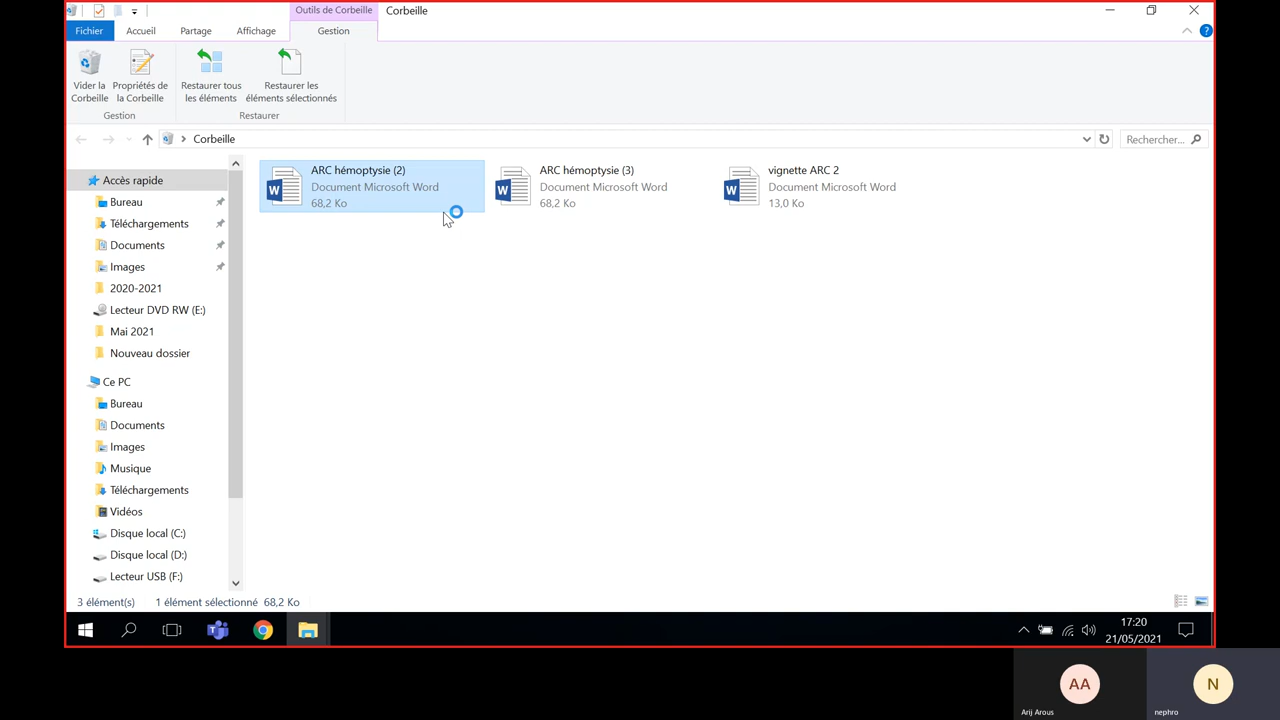 Outils de Corbeille
Corbeille
Fichier
Accueil
Partage
Affichage
Gestion
?
Vider la
Corbeille
Propriétés de
la Corbeille
Restaurer tous
les éléments
Restaurer les
éléments sélectionnés
Gestion
Restaurer
Corbeille
Rechercher...
Accès rapide
Bureau
Téléchargements
Documents
Images
2020-2021
Lecteur DVD RW (E:)
Mai 2021
Nouveau dossier
Ce PC
Bureau
Documents
Images
Musique
Téléchargements
Vidéos
Disque local (C:)
Disque local (D:)
Lecteur USB (F:)
ARC hémoptysie (2)
Document Microsoft Word
68,2 Ko
ARC hémoptysie (3)
Document Microsoft Word
68,2 Ko
vignette ARC 2
Document Microsoft Word
13,0 Ko
3 élément(s)
1 élément sélectionné 68,2 Ko
17:20
21/05/2021
AA
Arij Arous
N
nephro